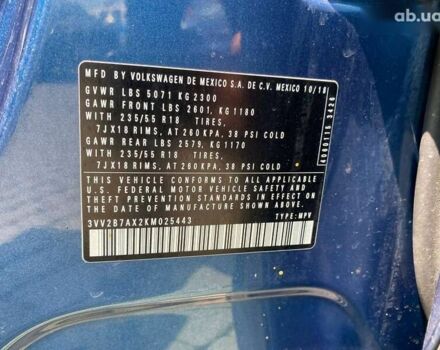 ab.ua
MFD BY VOLKSWAGEN DE MEXICO S.A. DE C.V. MEXICO 10/18
GVWR LBS 5071 KG 2300
GAWR FRONT LBS 2601, KG 1180
WITH 235/55 R18 TIRES,
7JX18 RIMS, AT 260 KPA, 38 PSI COLD
GAWR REAR LBS 2579, KG 1170
WITH 235/55 R18 TIRES,
7JX18 RIMS, AT 260 KPA, 38 PSI COLD
THIS VEHICLE CONFORMS TO ALL APPLICABLE
U.S. FEDERAL MOTOR VEHICLE SAFETY AND
THEFT PREVENTION STANDARDS IN EFFECT ON
THE DATE OF MANUFACTURE SHOWN ABOVE.
3VV2B7AX2KM025443 TYPE: MPV
3426